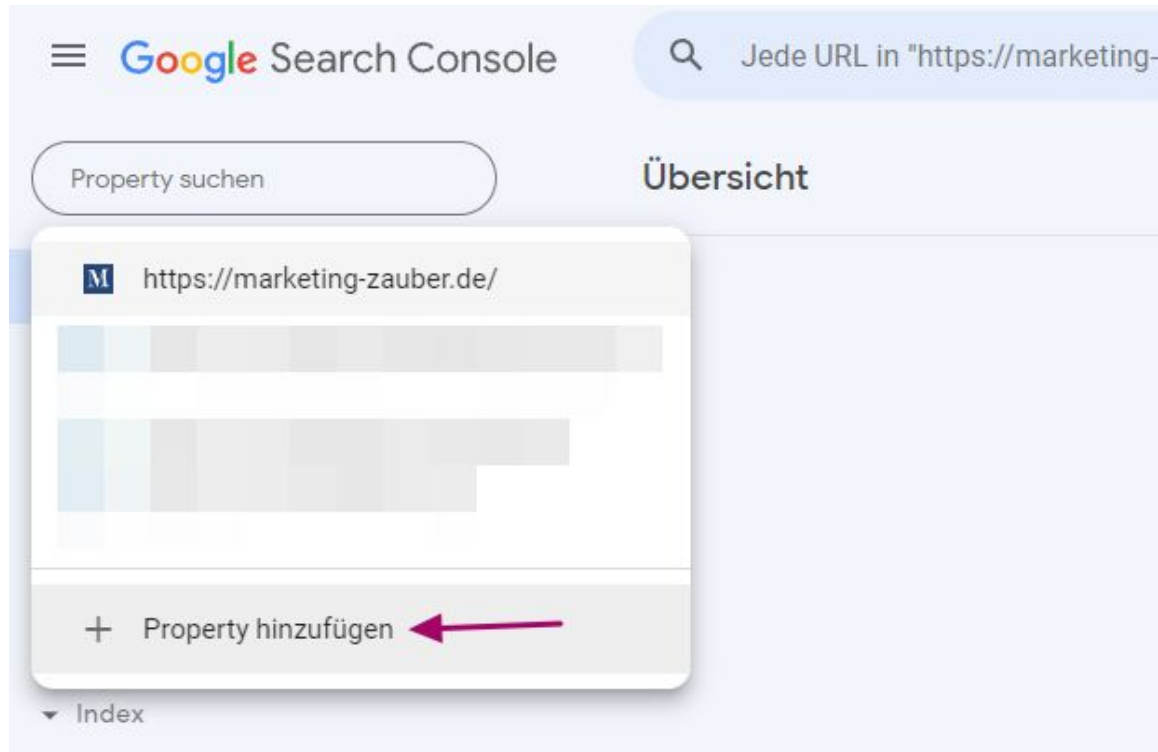 Google Search Console
Jede URL in "https://marketing-
Property suchen
Übersicht
M https://marketing-zauber.de/
Property hinzufügen
Index